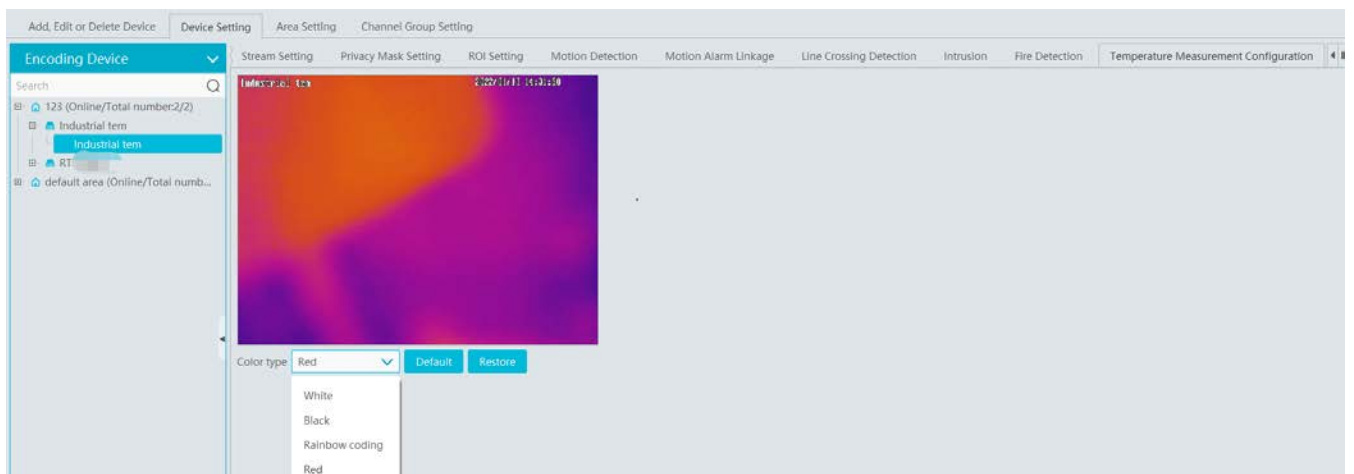 Add, Edit or Delete Device Device Setting Area Setting Channel Group Setting
Encoding Device
Stream Setting Privacy Mask Setting ROI Setting Motion Detection Motion Alarm Linkage Line Crossing Detection Intrusion Fire Detection Temperature Measurement Configuration
Search
123 (Online/Total number:2/2)
Industrial tem
Industrial tem
RT
default area (Online/Total numb...
Industrial tem
Color type Red Default Restore
White
Black
Rainbow coding
Red